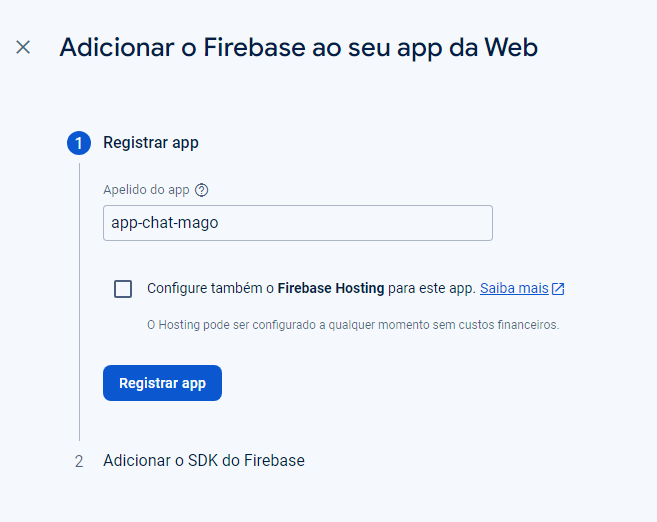 Adicionar o Firebase ao seu app da Web
1 Registrar app
Apelido do app
app-chat-mago
Configure também o Firebase Hosting para este app. Saiba mais
O Hosting pode ser configurado a qualquer momento sem custos financeiros.
Registrar app
2 Adicionar o SDK do Firebase